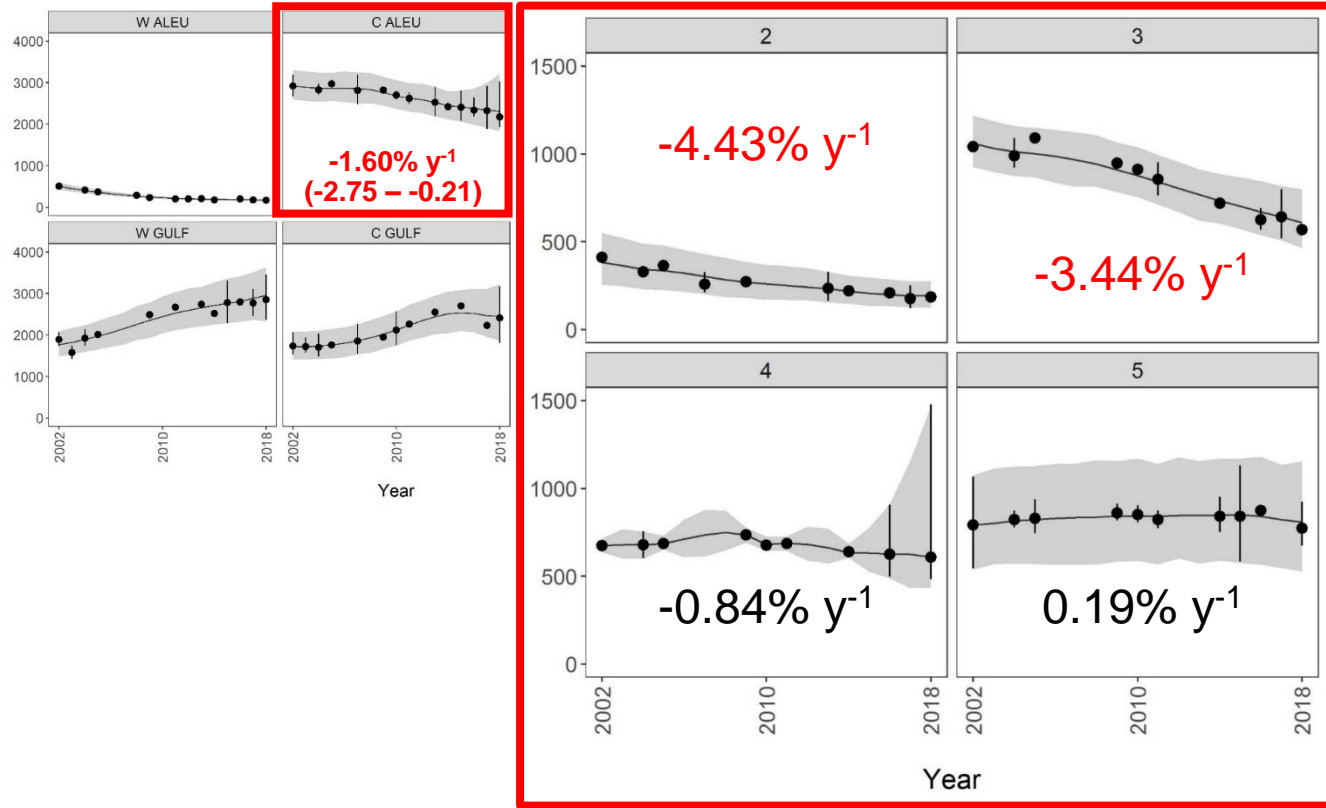 W ALEU
C ALEU
4000
3000
2000
1000
0
-1.60% y⁻¹
(-2.75 – -0.21)
W GULF
C GULF
4000
3000
2000
1000
0
2002
2010
2018
2002
2010
2018
Year
2
3
1500
1000
500
0
-4.43% y⁻¹
-3.44% y⁻¹
4
5
1500
1000
500
0
-0.84% y⁻¹
0.19% y⁻¹
2002
2010
2018
2002
2010
2018
Year